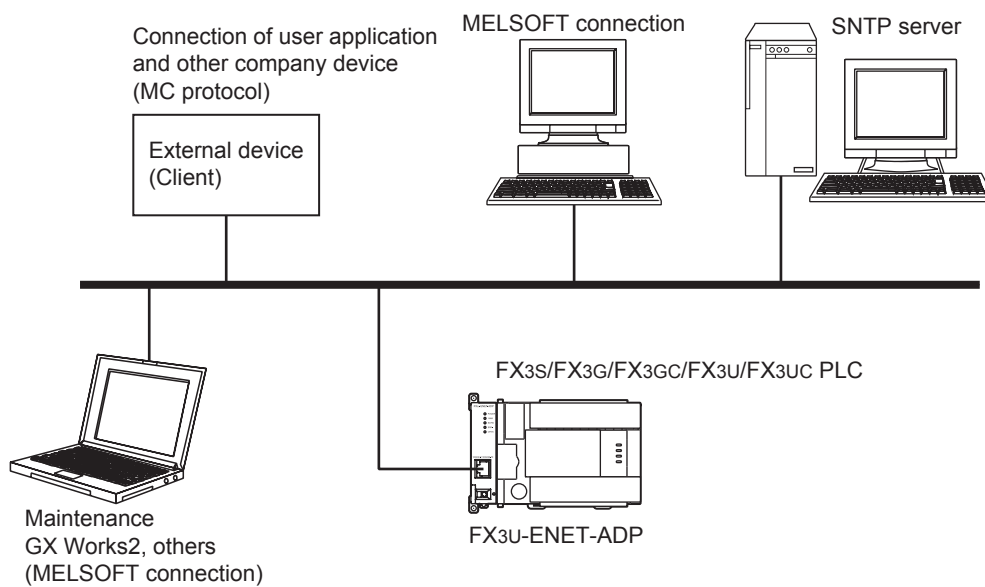 MELSOFT connection
SNTP server
Connection of user application
and other company device
(MC protocol)
External device
(Client)
FX3S/FX3G/FX3GC/FX3U/FX3UC PLC
FX3U-ENET-ADP
Maintenance
GX Works2, others
(MELSOFT connection)